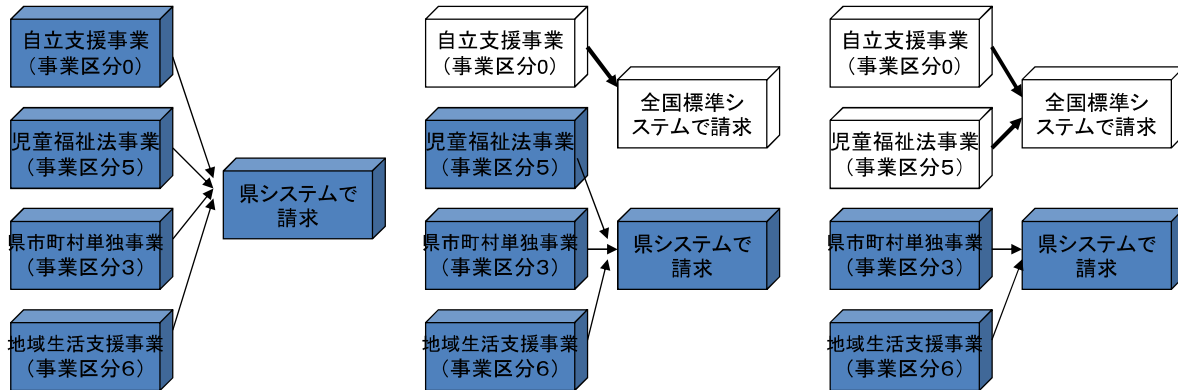 自立支援事業
(事業区分0)
児童福祉法事業
(事業区分5)
県市町村単独事業
(事業区分3)
地域生活支援事業
(事業区分6)
県システムで
請求
自立支援事業
(事業区分0)
全国標準シ
ステムで請求
児童福祉法事業
(事業区分5)
県市町村単独事業
(事業区分3)
県システムで
請求
地域生活支援事業
(事業区分6)
自立支援事業
(事業区分0)
全国標準シ
ステムで請求
児童福祉法事業
(事業区分5)
県市町村単独事業
(事業区分3)
県システムで
請求
地域生活支援事業
(事業区分6)